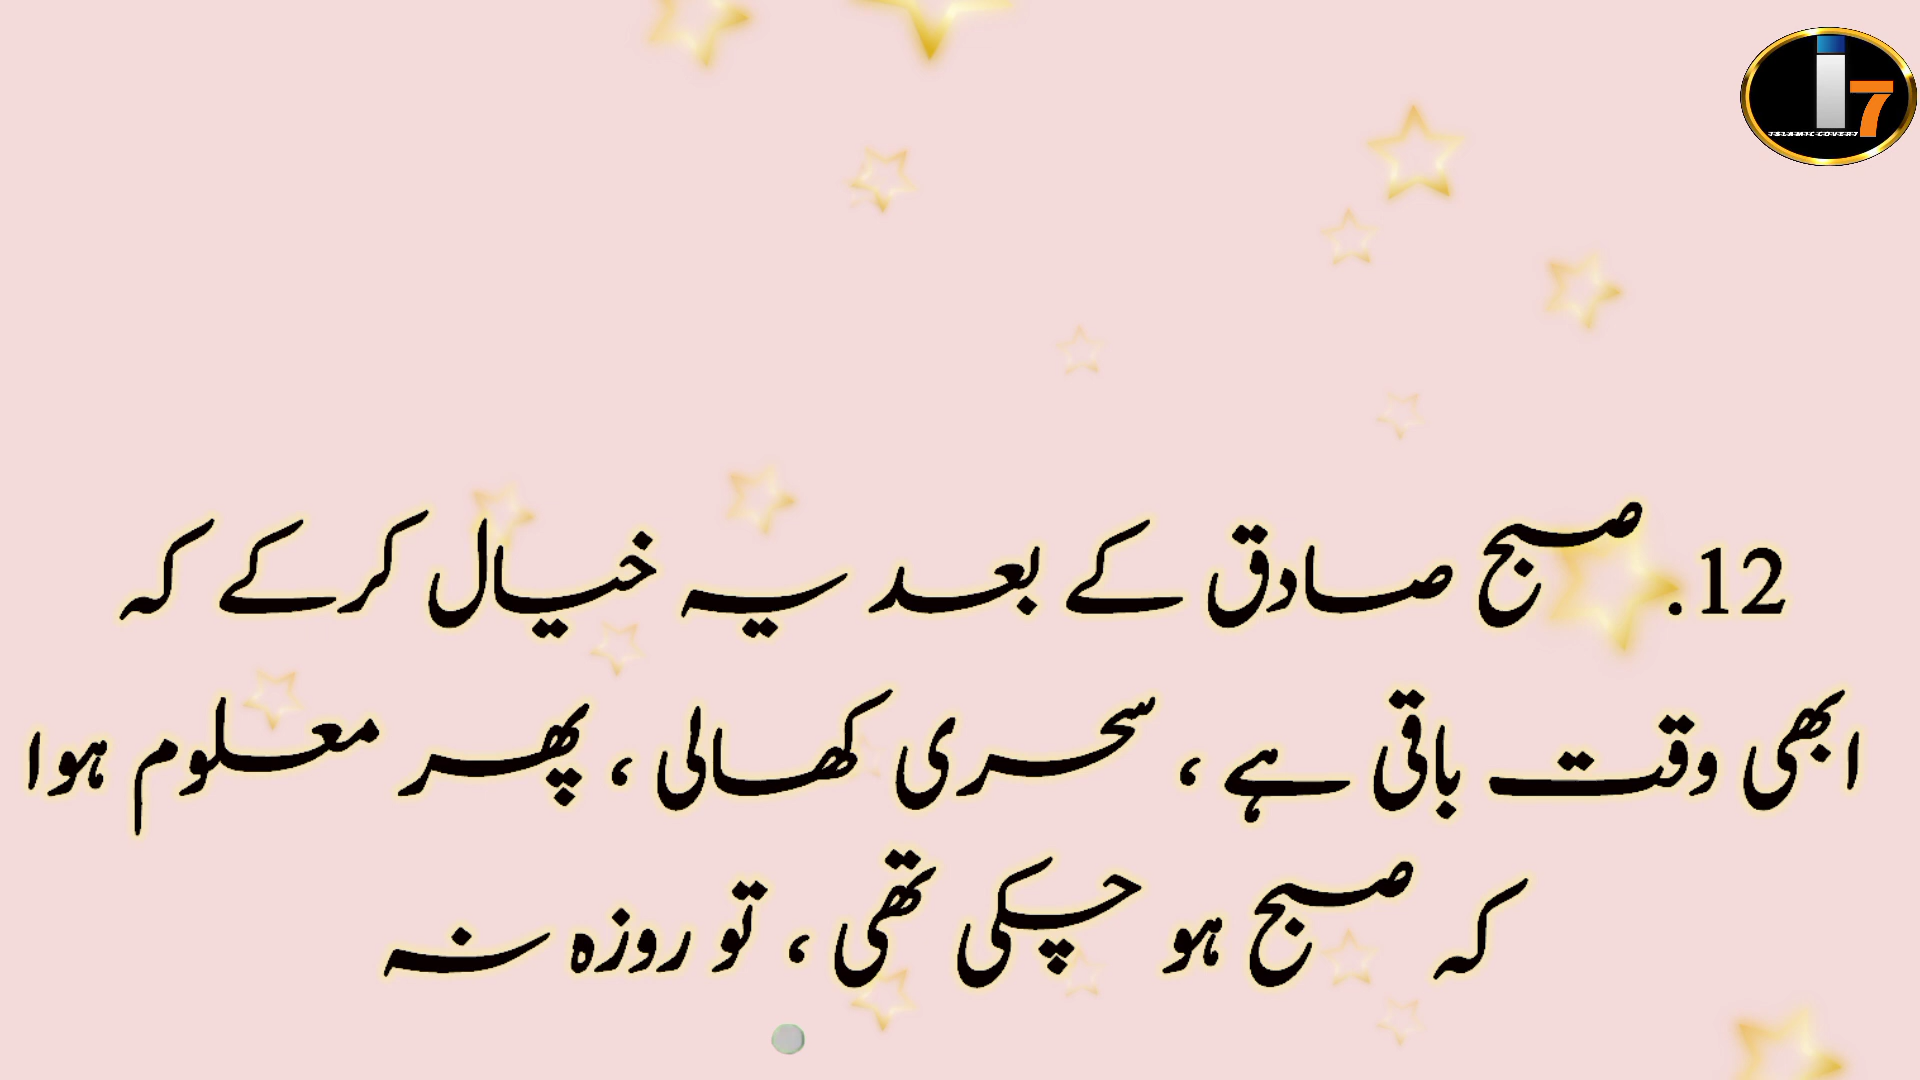 i7
12. صبح صادق کے بعد یہ خیال کرکے کہ
ابھی وقت باقی ہے ، سحری کھالی ، پھر معلوم ہوا
کہ صبح ہو چکی تھی ، تو روزہ نہ